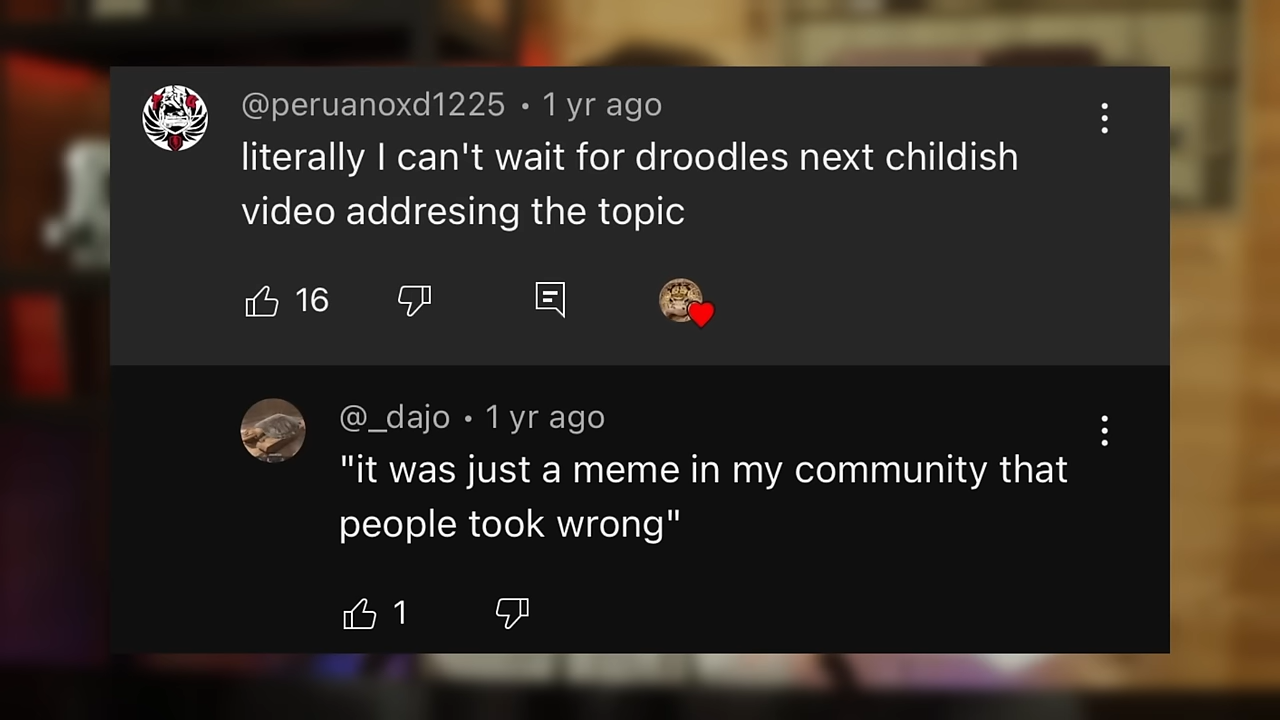 @peruanoxd1225 • 1 yr ago
literally I can't wait for droodles next childish
video addresing the topic
16
@_dajo • 1 yr ago
"it was just a meme in my community that
people took wrong"
1